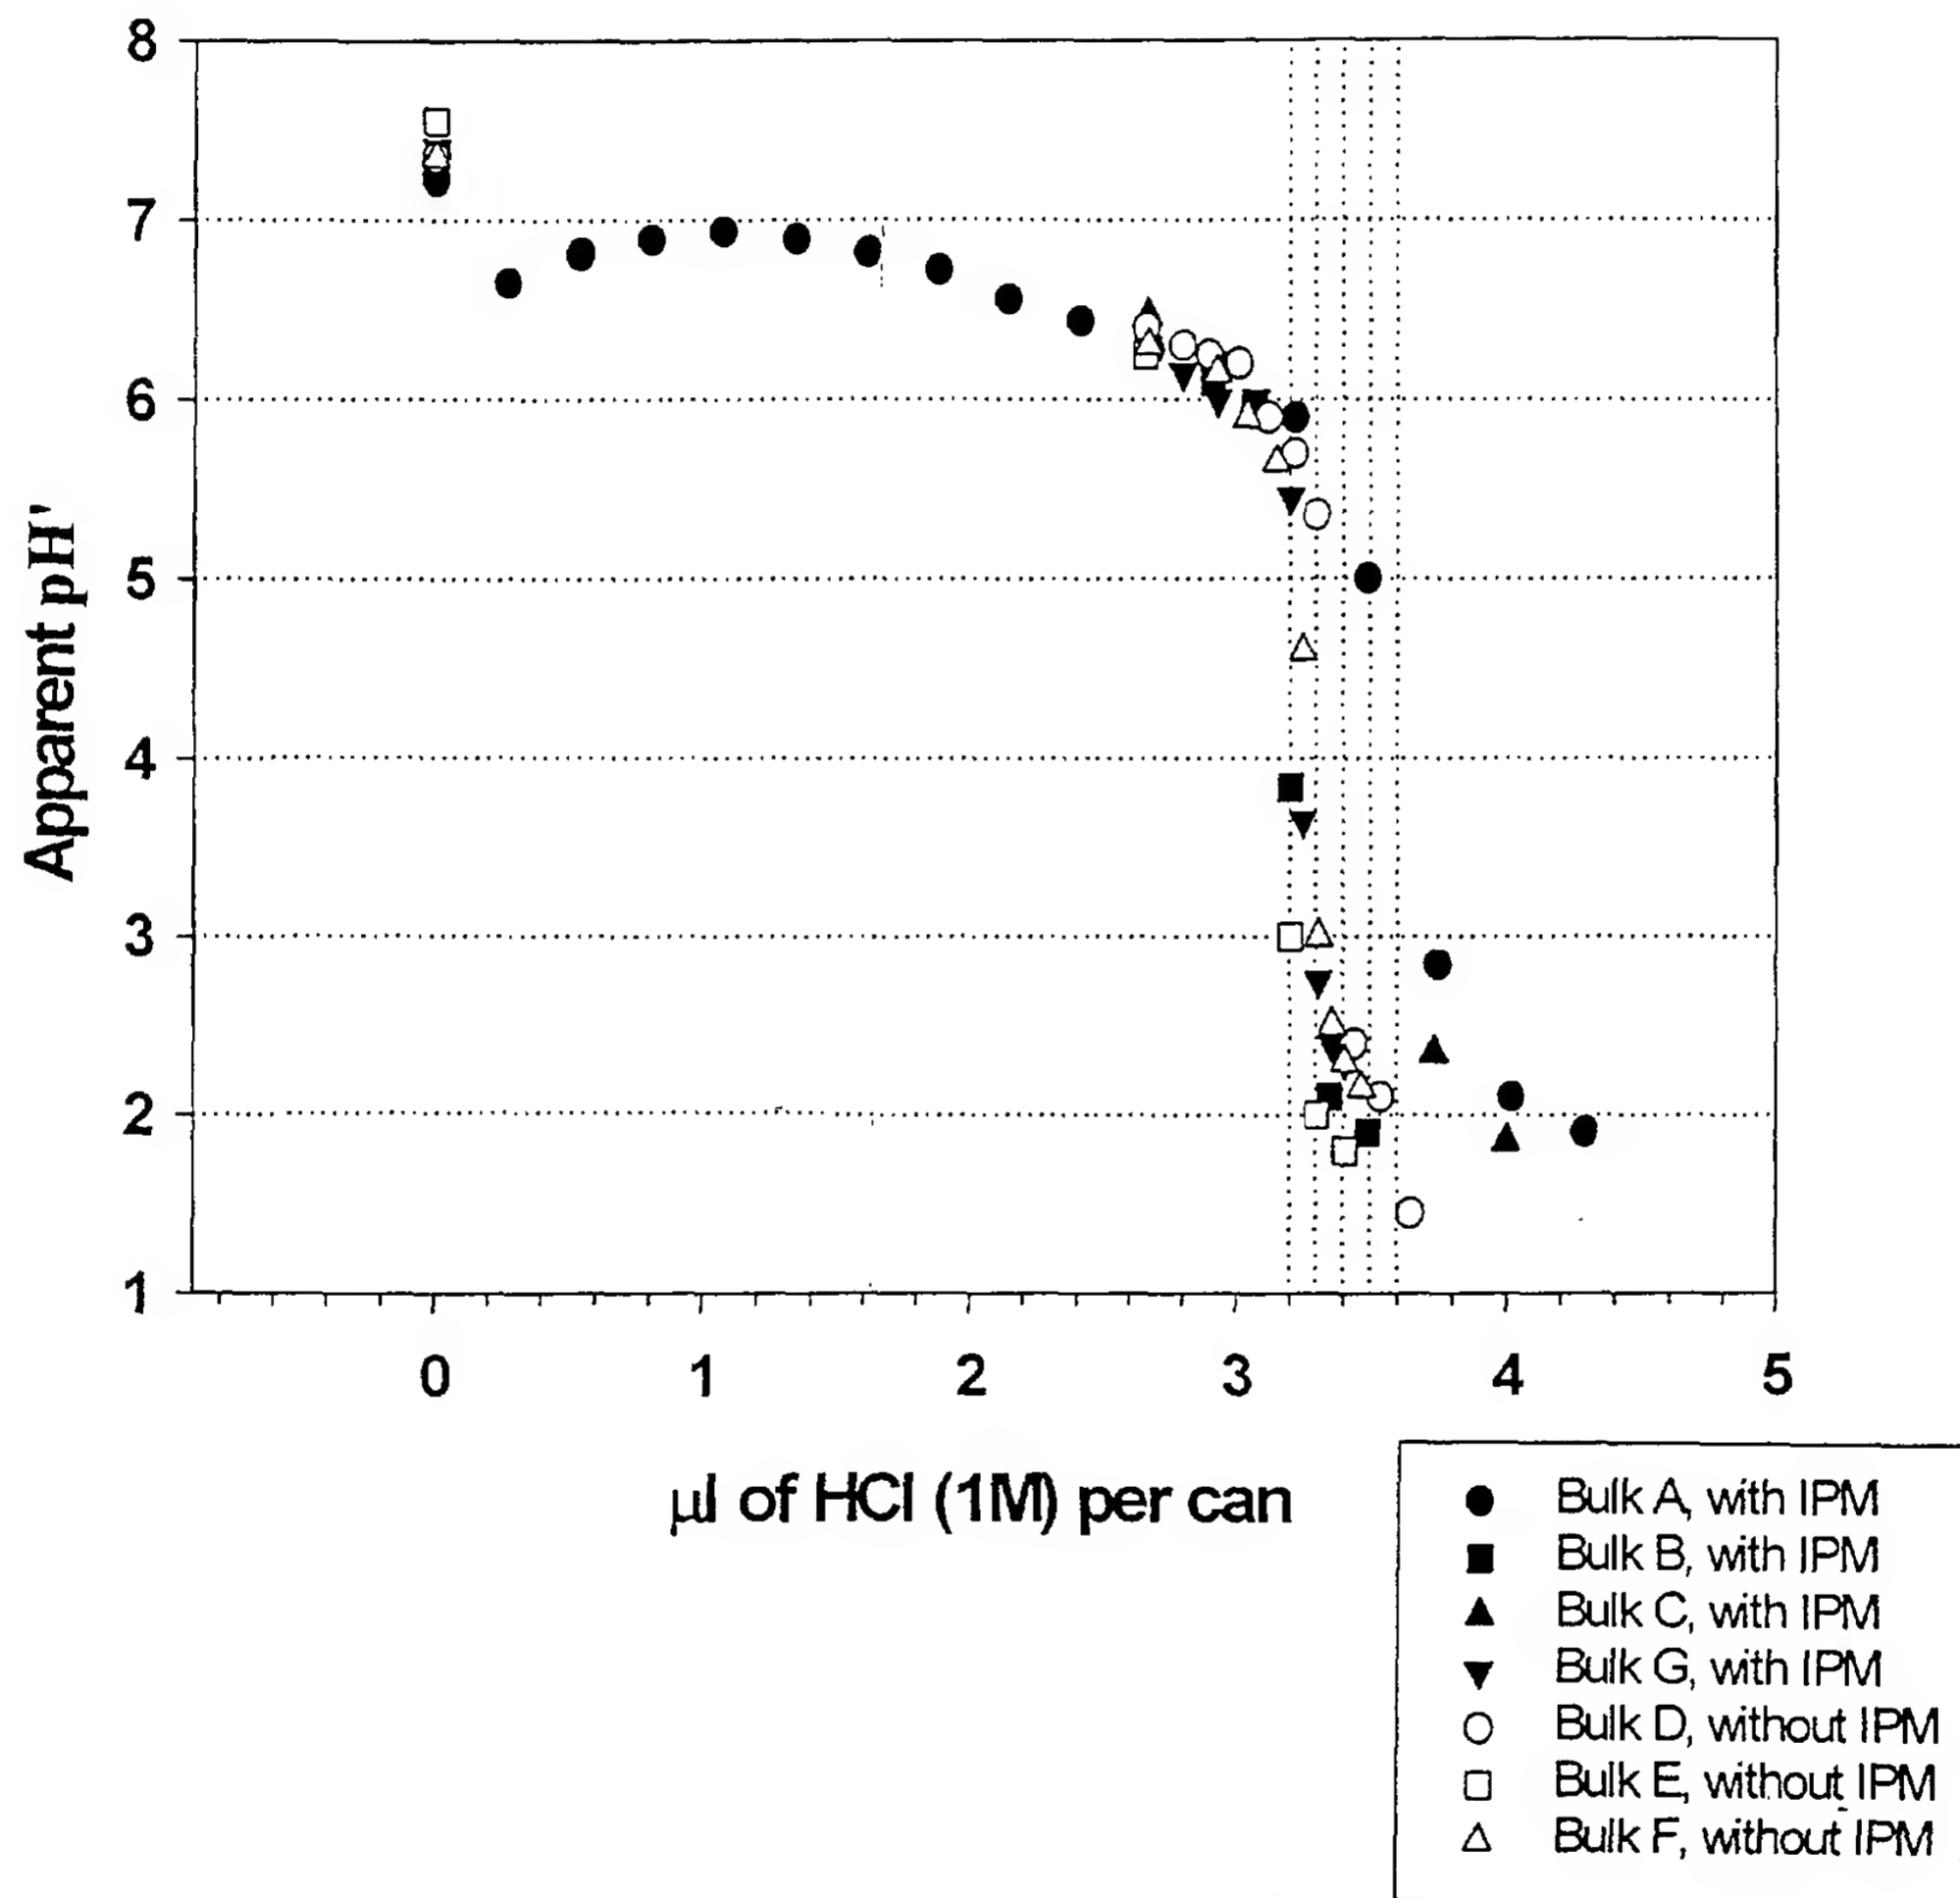 8
7
6
5
4
3
2
1
Apparent pH'
0 1 2 3 4 5
µl of HCl (1M) per can
Bulk A, with IPM
Bulk B, with IPM
Bulk C, with IPM
Bulk G, with IPM
Bulk D, without IPM
Bulk E, without IPM
Bulk F, without IPM